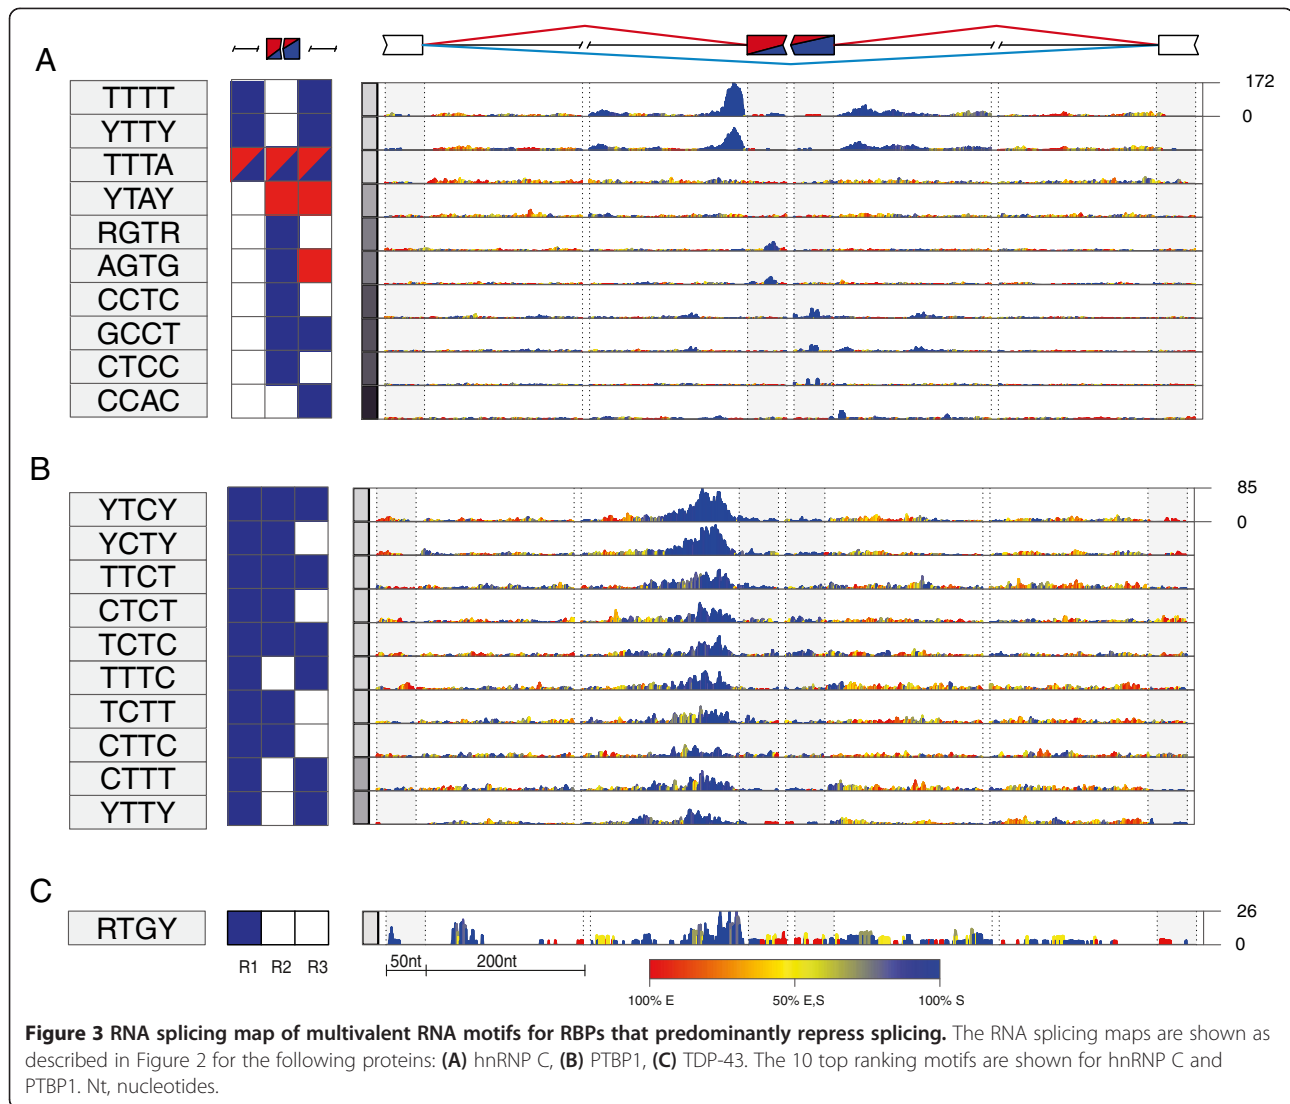 A
172
0
TTTT
YTTY
TTTA
YTAY
RGTR
AGTG
CCTC
GCCT
CTCC
CCAC
B
85
0
YTCY
YCTY
TTCT
CTCT
TCTC
TTTC
TCTT
CTTC
CTTT
YTTY
C
26
0
RTGY
R1 R2 R3
50nt 200nt
100% E 50% E,S 100% S
Figure 3 RNA splicing map of multivalent RNA motifs for RBPs that predominantly repress splicing. The RNA splicing maps are shown as
described in Figure 2 for the following proteins: (A) hnRNP C, (B) PTBP1, (C) TDP-43. The 10 top ranking motifs are shown for hnRNP C and
PTBP1. Nt, nucleotides.